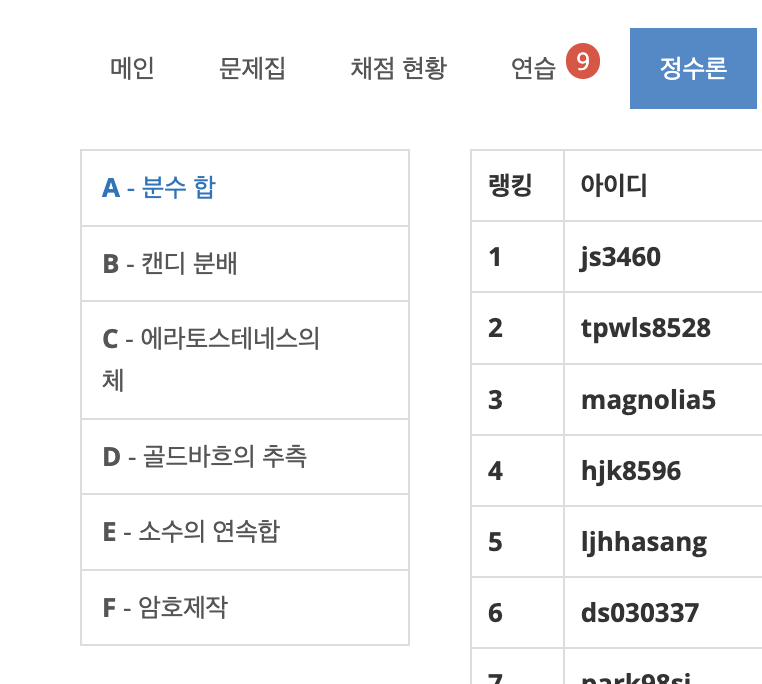 메인 문제집 채점 현황 연습 9 정수론
A - 분수 합
B - 캔디 분배
C - 에라토스테네스의
체
D - 골드바흐의 추측
E - 소수의 연속합
F - 암호제작
랭킹 아이디
1 js3460
2 tpwls8528
3 magnolia5
4 hjk8596
5 ljhhasang
6 ds030337
7